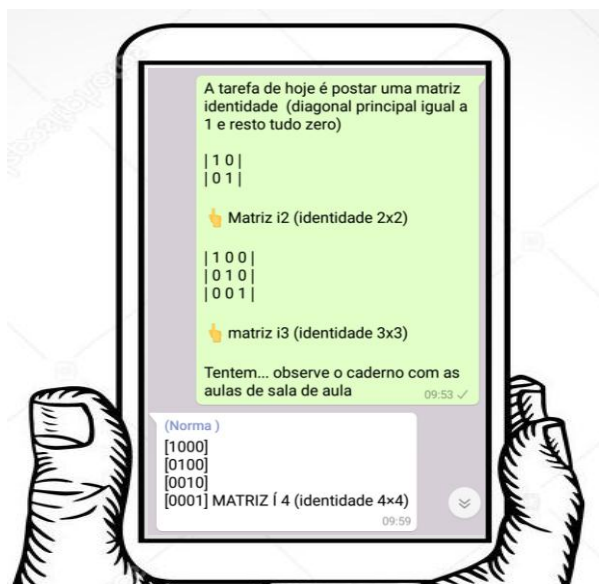 A tarefa de hoje é postar uma matriz
identidade (diagonal principal igual a
1 e resto tudo zero)
| 1 0 |
| 0 1 |
👆 Matriz i2 (identidade 2x2)
| 1 0 0 |
| 0 1 0 |
| 0 0 1 |
👆 matriz i3 (identidade 3x3)
Tentem... observe o caderno com as
aulas de sala de aula
09:53 ✓
(Norma )
[1000]
[0100]
[0010]
[0001] MATRIZ Í 4 (identidade 4×4)
09:59